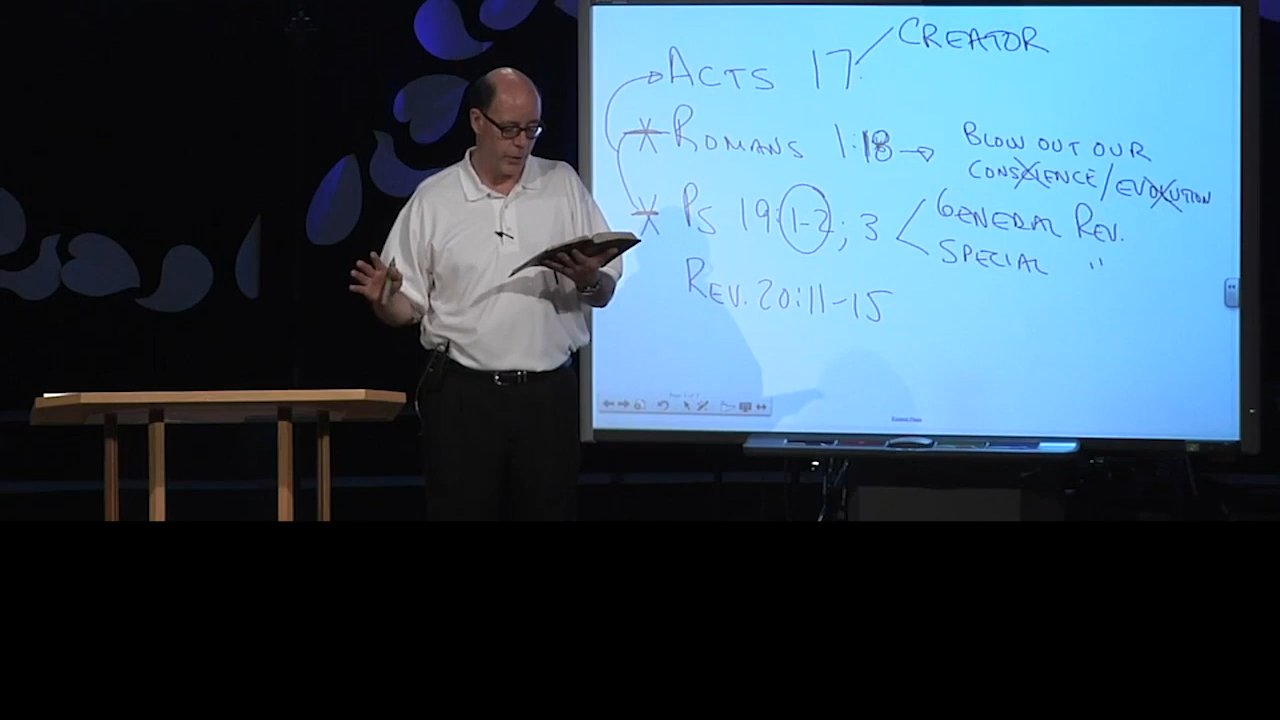 CREATOR
ACTS 17
ROMANS 1:18 → BLOW OUT OUR
CONSCIENCE/EVOLUTION
PS 19:1-2; 3 GENERAL REV.
SPECIAL "
REV. 20:11-15